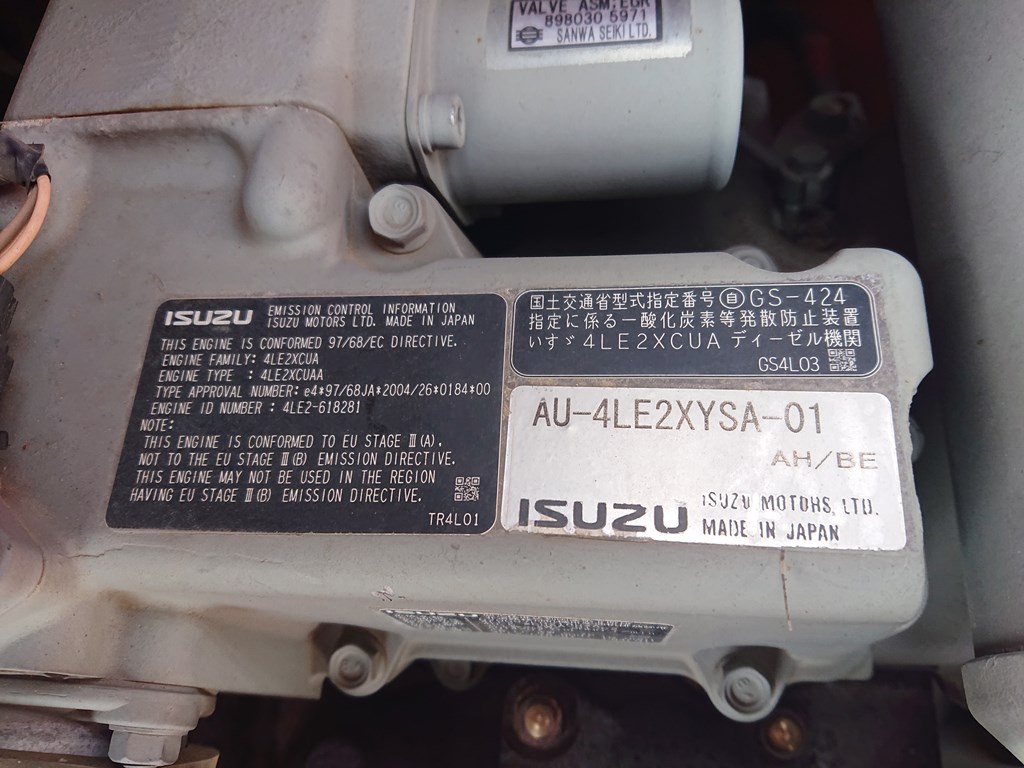 VALVE ASM;EGR
898030 5971
SANWA SEIKI LTD.
ISUZU
EMISSION CONTROL INFORMATION
ISUZU MOTORS LTD. MADE IN JAPAN
THIS ENGINE IS CONFORMED 97/68/EC DIRECTIVE.
ENGINE FAMILY: 4LE2XCUA
ENGINE TYPE : 4LE2XCUAA
TYPE APPROVAL NUMBER: e4*97/68JA*2004/26*0184*00
ENGINE ID NUMBER : 4LE2-618281
NOTE:
THIS ENGINE IS CONFORMED TO EU STAGE Ⅲ(A).
NOT TO THE EU STAGE Ⅲ(B) EMISSION DIRECTIVE.
THIS ENGINE MAY NOT BE USED IN THE REGION
HAVING EU STAGE Ⅲ(B) EMISSION DIRECTIVE.
TR4L01
国土交通省型式指定番号 ㊀自 GS-424
指定に係る一酸化炭素等発散防止装置
いすゞ4LE2XCUA ディーゼル機関
GS4L03
AU-4LE2XYSA-01
AH/BE
ISUZU
ISUZU MOTORS, LTD.
MADE IN JAPAN